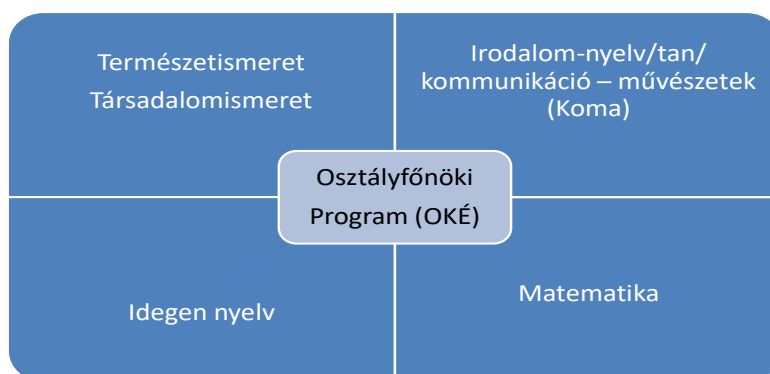 Természetismeret
Társadalomismeret
Irodalom-nyelv/tan/
kommunikáció – művészetek
(Koma)
Osztályfőnöki
Program (OKÉ)
Idegen nyelv
Matematika